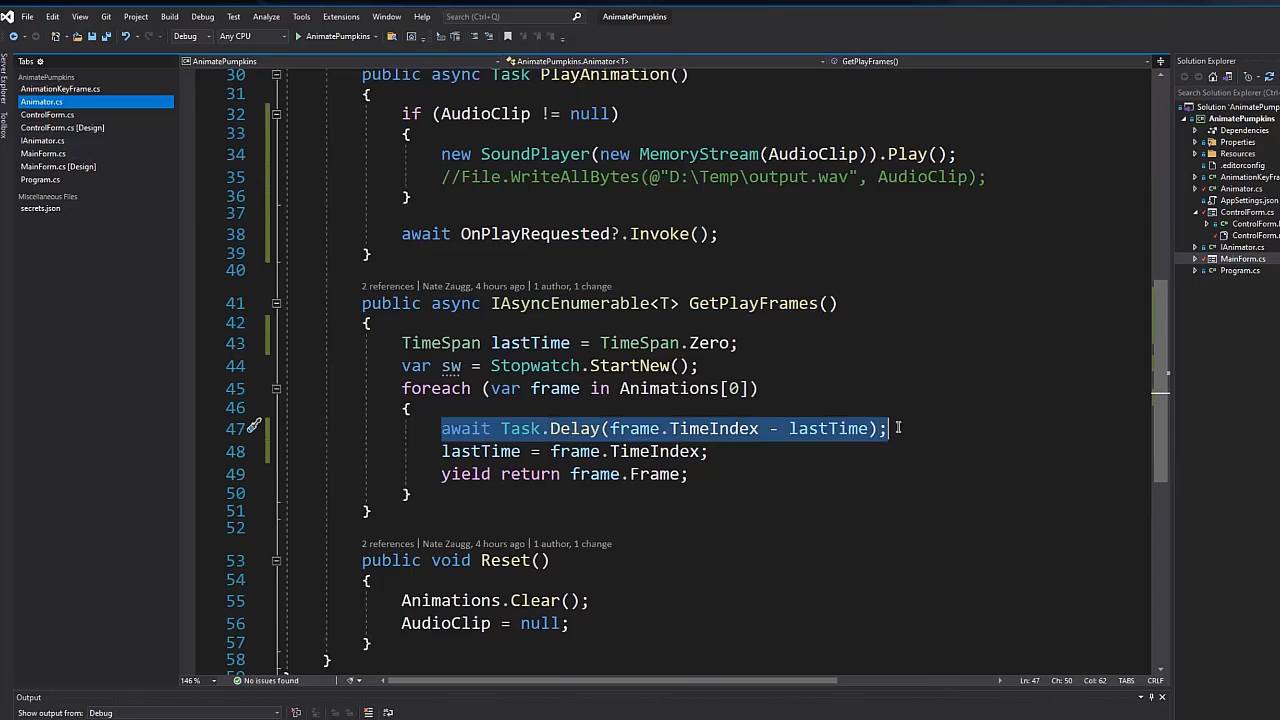 File Edit View Git Project Build Debug Test Analyze Tools Extensions Window Help Search (Ctrl+Q) AnimatePumpkins
Debug Any CPU AnimatePumpkins
Server Explorer
Toolbox
Tabs
AnimatePumpkins
AnimationKeyFrame.cs
Animator.cs
ControlForm.cs
ControlForm.cs [Design]
IAnimator.cs
MainForm.cs
MainForm.cs [Design]
Program.cs
Miscellaneous Files
secrets.json
AnimatePumpkins AnimatePumpkins.Animator<T> GetPlayFrames()
30 public async Task PlayAnimation()
31 {
32 if (AudioClip != null)
33 {
34 new SoundPlayer(new MemoryStream(AudioClip)).Play();
35 //File.WriteAllBytes(@"D:\Temp\output.wav", AudioClip);
36 }
37
38 await OnPlayRequested?.Invoke();
39 }
40
2 references | Nate Zaugg, 4 hours ago | 1 author, 1 change
41 public async IAsyncEnumerable<T> GetPlayFrames()
42 {
43 TimeSpan lastTime = TimeSpan.Zero;
44 var sw = Stopwatch.StartNew();
45 foreach (var frame in Animations[0])
46 {
47 await Task.Delay(frame.TimeIndex - lastTime);
48 lastTime = frame.TimeIndex;
49 yield return frame.Frame;
50 }
51 }
52
2 references | Nate Zaugg, 4 hours ago | 1 author, 1 change
53 public void Reset()
54 {
55 Animations.Clear();
56 AudioClip = null;
57 }
58 }
146 % No issues found Ln: 47 Ch: 50 Col: 62 TABS CRLF
Output
Show output from: Debug
Solution Explorer
Search Solution Explorer (Ctrl+
Solution 'AnimatePump
AnimatePumpkins
Dependencies
Properties
Resources
.editorconfig
AnimationKeyFra
Animator.cs
AppSettings.json
ControlForm.cs
ControlForm.
ControlForm.r
IAnimator.cs
MainForm.cs
Program.cs